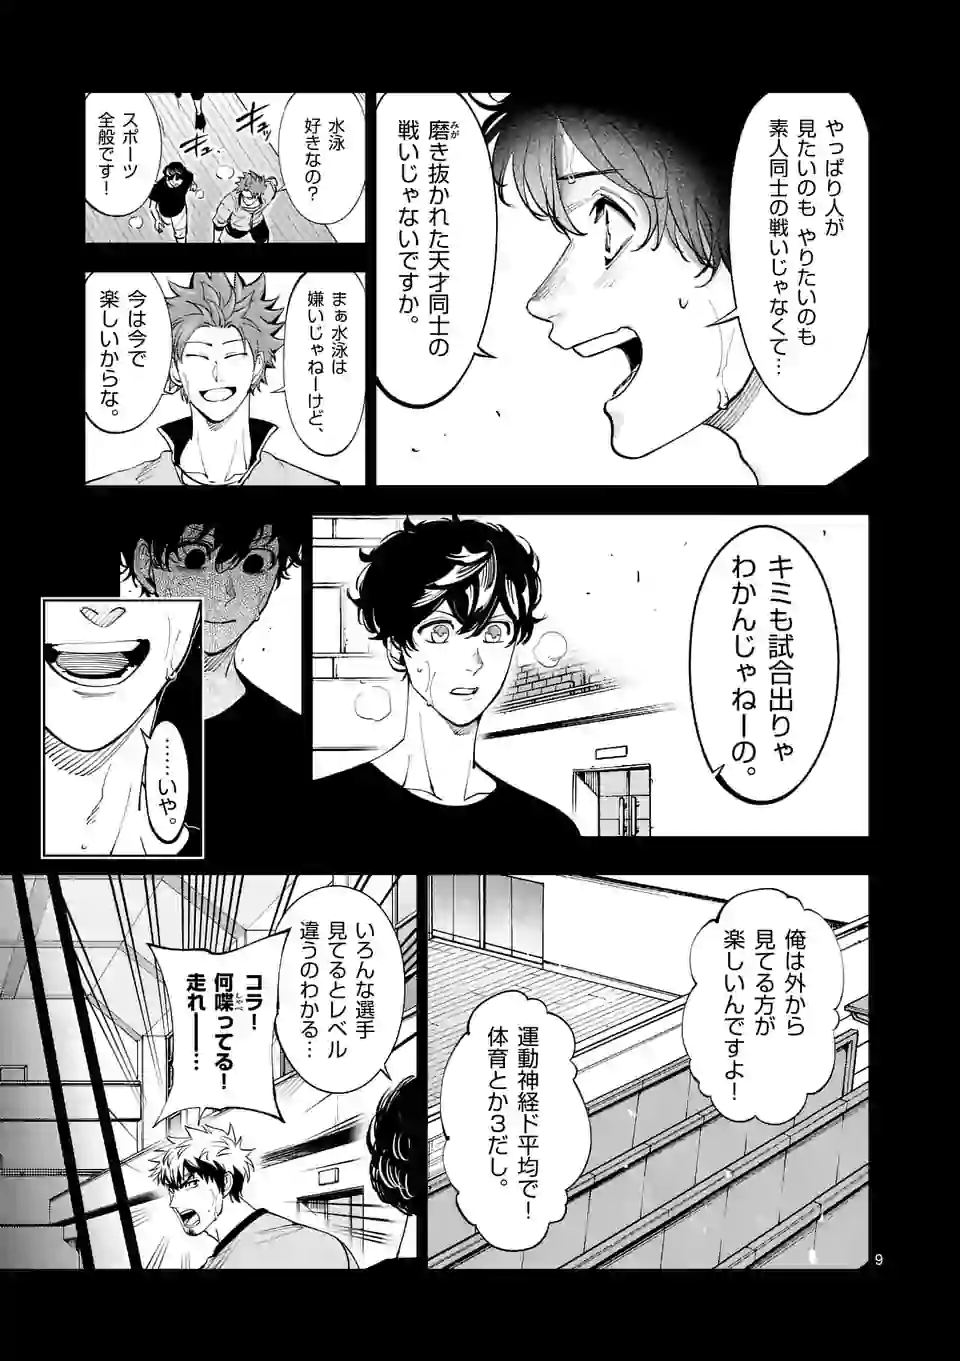 やっぱり人が
見たいのも やりたいのも
素人同士の戦いじゃなくて…
磨き抜かれた天才同士の
みが
戦いじゃないですか。
水泳
好きなの？
スポーツ
全般です！
まぁ水泳は
嫌いじゃねーけど、
今は今で
楽しいからな。
キミも試合出りゃ
わかんじゃねーの。
……いや。
俺は外から
見てる方が
楽しいんですよ！
運動神経ド平均で！
体育とか3だし。
いろんな選手
見てるとレベル
違うのわかる…
コラ！
何喋ってる！
しゃべ
走れ――…
9